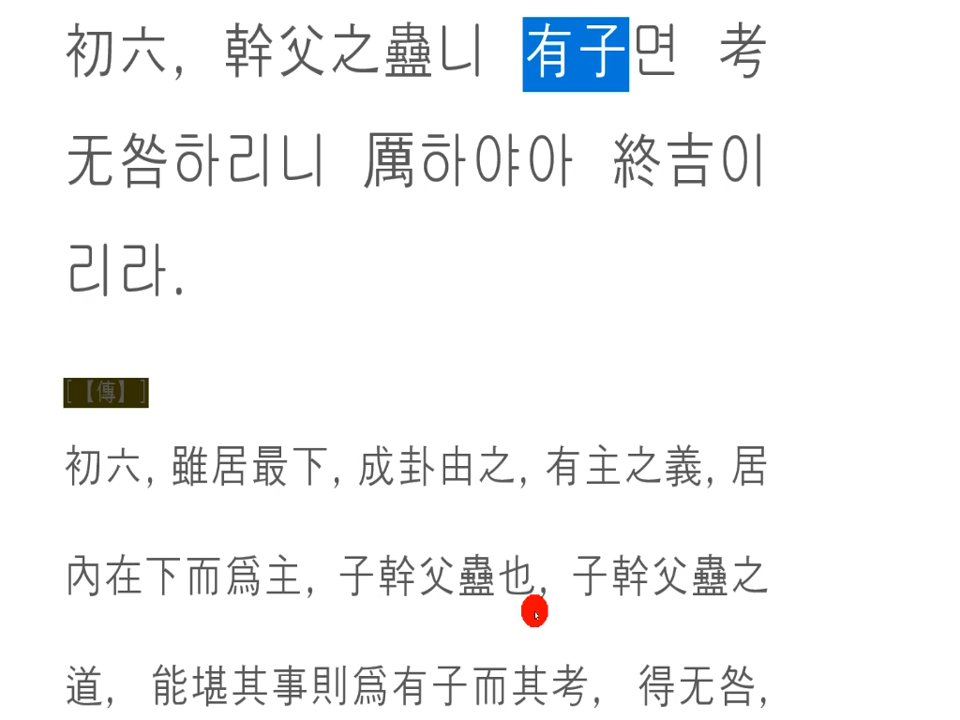 初六, 幹父之蠱니 有子면 考
无咎하리니 厲하야아 終吉이
리라.
[【傳】]
初六, 雖居最下, 成卦由之, 有主之義, 居
內在下而爲主, 子幹父蠱也, 子幹父蠱之
道, 能堪其事則爲有子而其考, 得无咎,